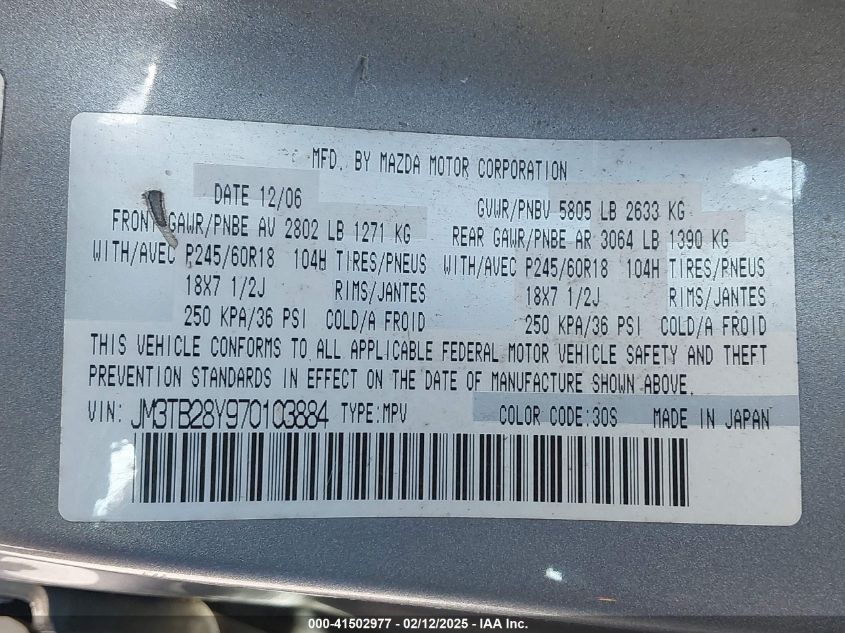 MFD. BY MAZDA MOTOR CORPORATION
DATE 12/06 GVWR/PNBV 5805 LB 2633 KG
FRONT GAWR/PNBE AV 2802 LB 1271 KG REAR GAWR/PNBE AR 3064 LB 1390 KG
WITH/AVEC P245/60R18 104H TIRES/PNEUS WITH/AVEC P245/60R18 104H TIRES/PNEUS
18X7 1/2J RIMS/JANTES 18X7 1/2J RIMS/JANTES
250 KPA/36 PSI COLD/A FROID 250 KPA/36 PSI COLD/A FROID
THIS VEHICLE CONFORMS TO ALL APPLICABLE FEDERAL MOTOR VEHICLE SAFETY AND THEFT
PREVENTION STANDARDS IN EFFECT ON THE DATE OF MANUFACTURE SHOWN ABOVE.
VIN: JM3TB28Y970103884 TYPE:MPV COLOR CODE:30S MADE IN JAPAN
000-41502977 - 02/12/2025 - IAA Inc.